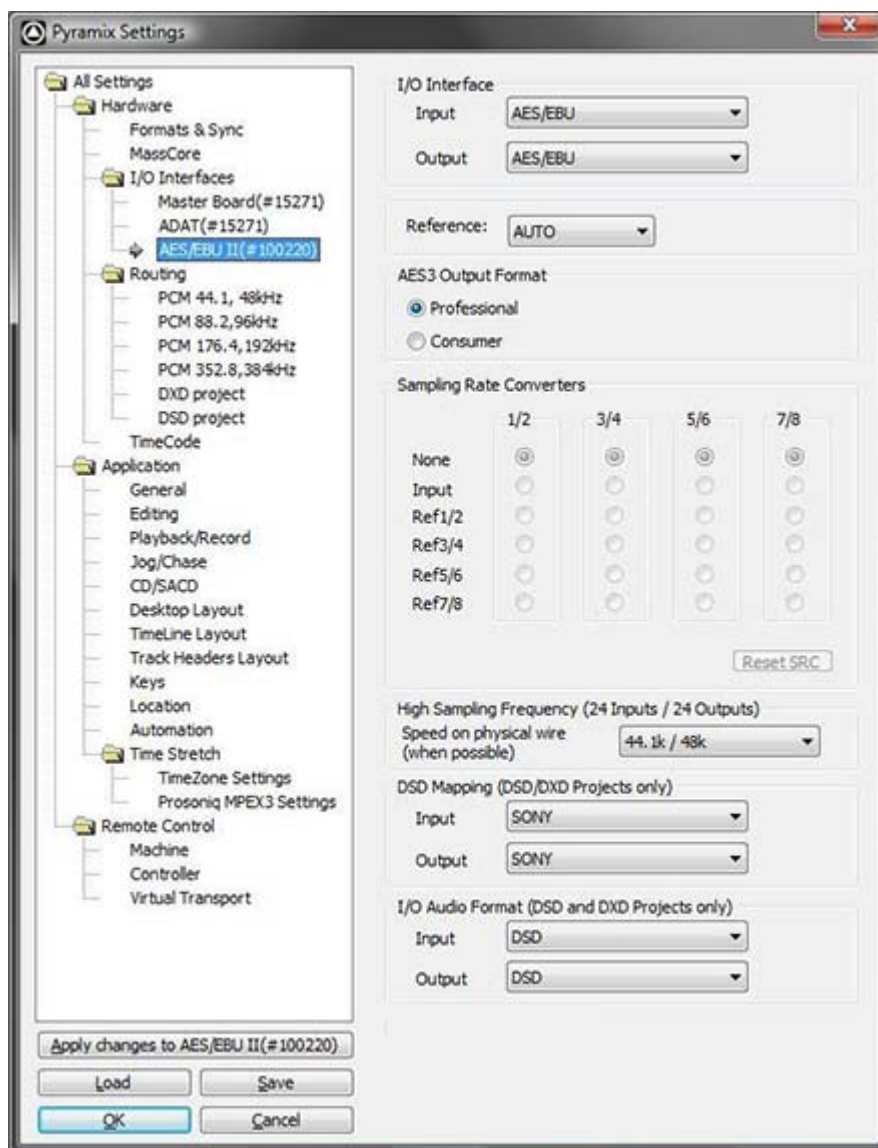 Pyramix Settings
All Settings
Hardware
Formats & Sync
MassCore
I/O Interfaces
Master Board(#15271)
ADAT(#15271)
AES/EBU II(#100220)
Routing
PCM 44.1, 48kHz
PCM 88.2,96kHz
PCM 176.4,192kHz
PCM 352.8,384kHz
DXD project
DSD project
TimeCode
Application
General
Editing
Playback/Record
Jog/Chase
CD/SACD
Desktop Layout
TimeLine Layout
Track Headers Layout
Keys
Location
Automation
Time Stretch
TimeZone Settings
Prosoniq MPEX3 Settings
Remote Control
Machine
Controller
Virtual Transport
Apply changes to AES/EBU II(#100220)
Load Save
OK Cancel
I/O Interface
Input AES/EBU
Output AES/EBU
Reference: AUTO
AES3 Output Format
Professional
Consumer
Sampling Rate Converters
1/2 3/4 5/6 7/8
None
Input
Ref1/2
Ref3/4
Ref5/6
Ref7/8
Reset SRC
High Sampling Frequency (24 Inputs / 24 Outputs)
Speed on physical wire
(when possible)
44.1k / 48k
DSD Mapping (DSD/DXD Projects only)
Input SONY
Output SONY
I/O Audio Format (DSD and DXD Projects only)
Input DSD
Output DSD